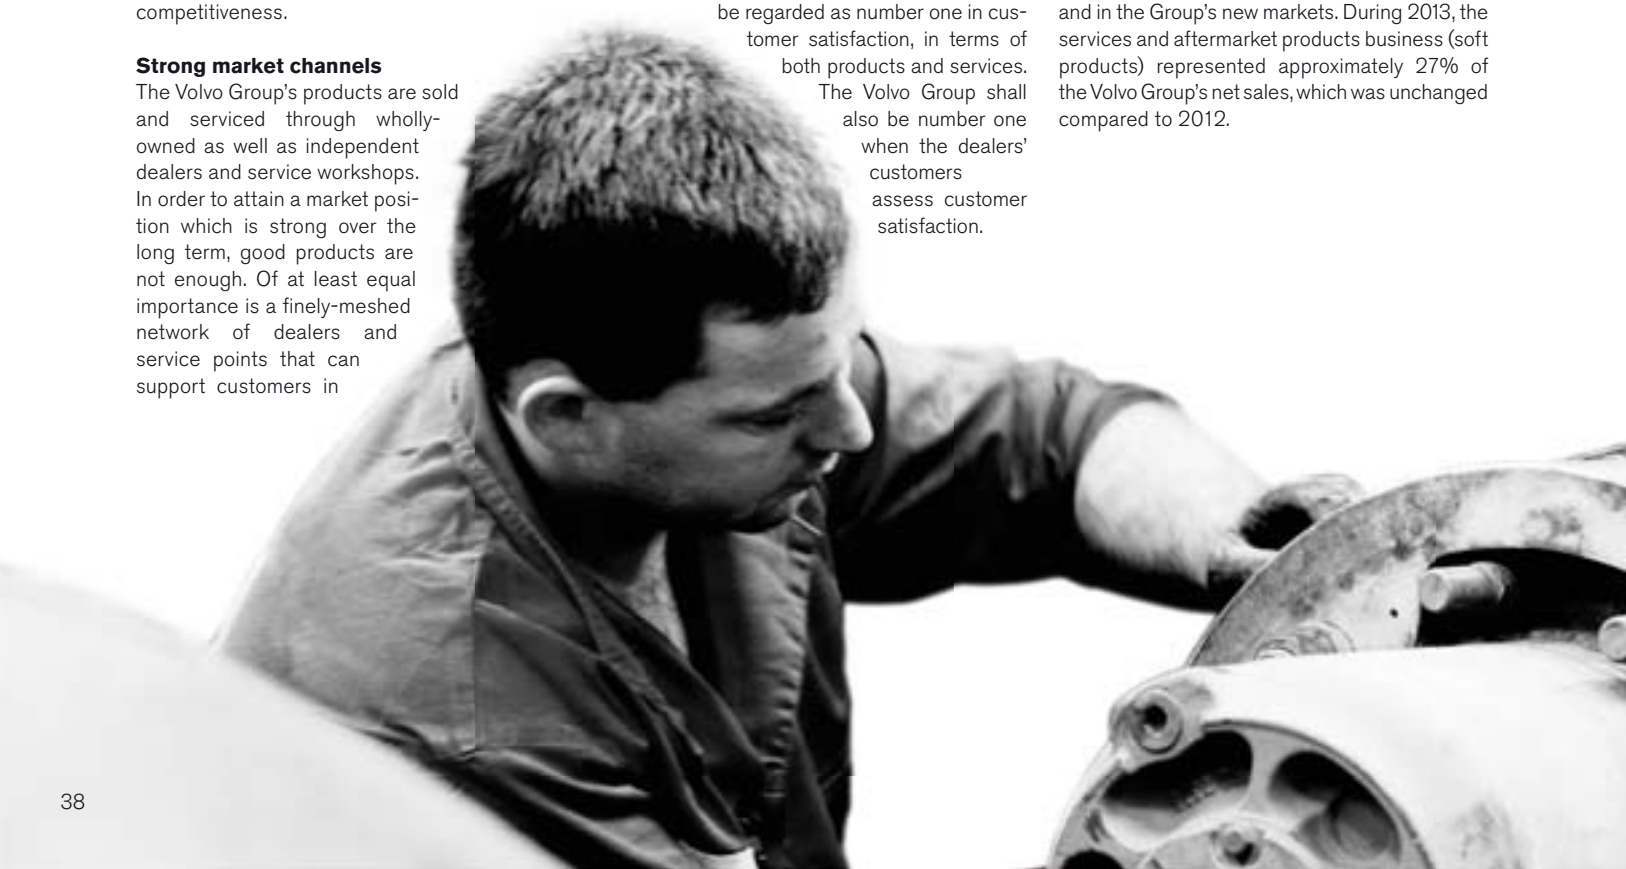 competitiveness.
Strong market channels
The Volvo Group's products are sold
and serviced through wholly-
owned as well as independent
dealers and service workshops.
In order to attain a market posi-
tion which is strong over the
long term, good products are
not enough. Of at least equal
importance is a finely-meshed
network of dealers and
service points that can
support customers in
be regarded as number one in cus-
tomer satisfaction, in terms of
both products and services.
The Volvo Group shall
also be number one
when the dealers'
customers
assess customer
satisfaction.
and in the Group's new markets. During 2013, the
services and aftermarket products business (soft
products) represented approximately 27% of
the Volvo Group's net sales, which was unchanged
compared to 2012.
38